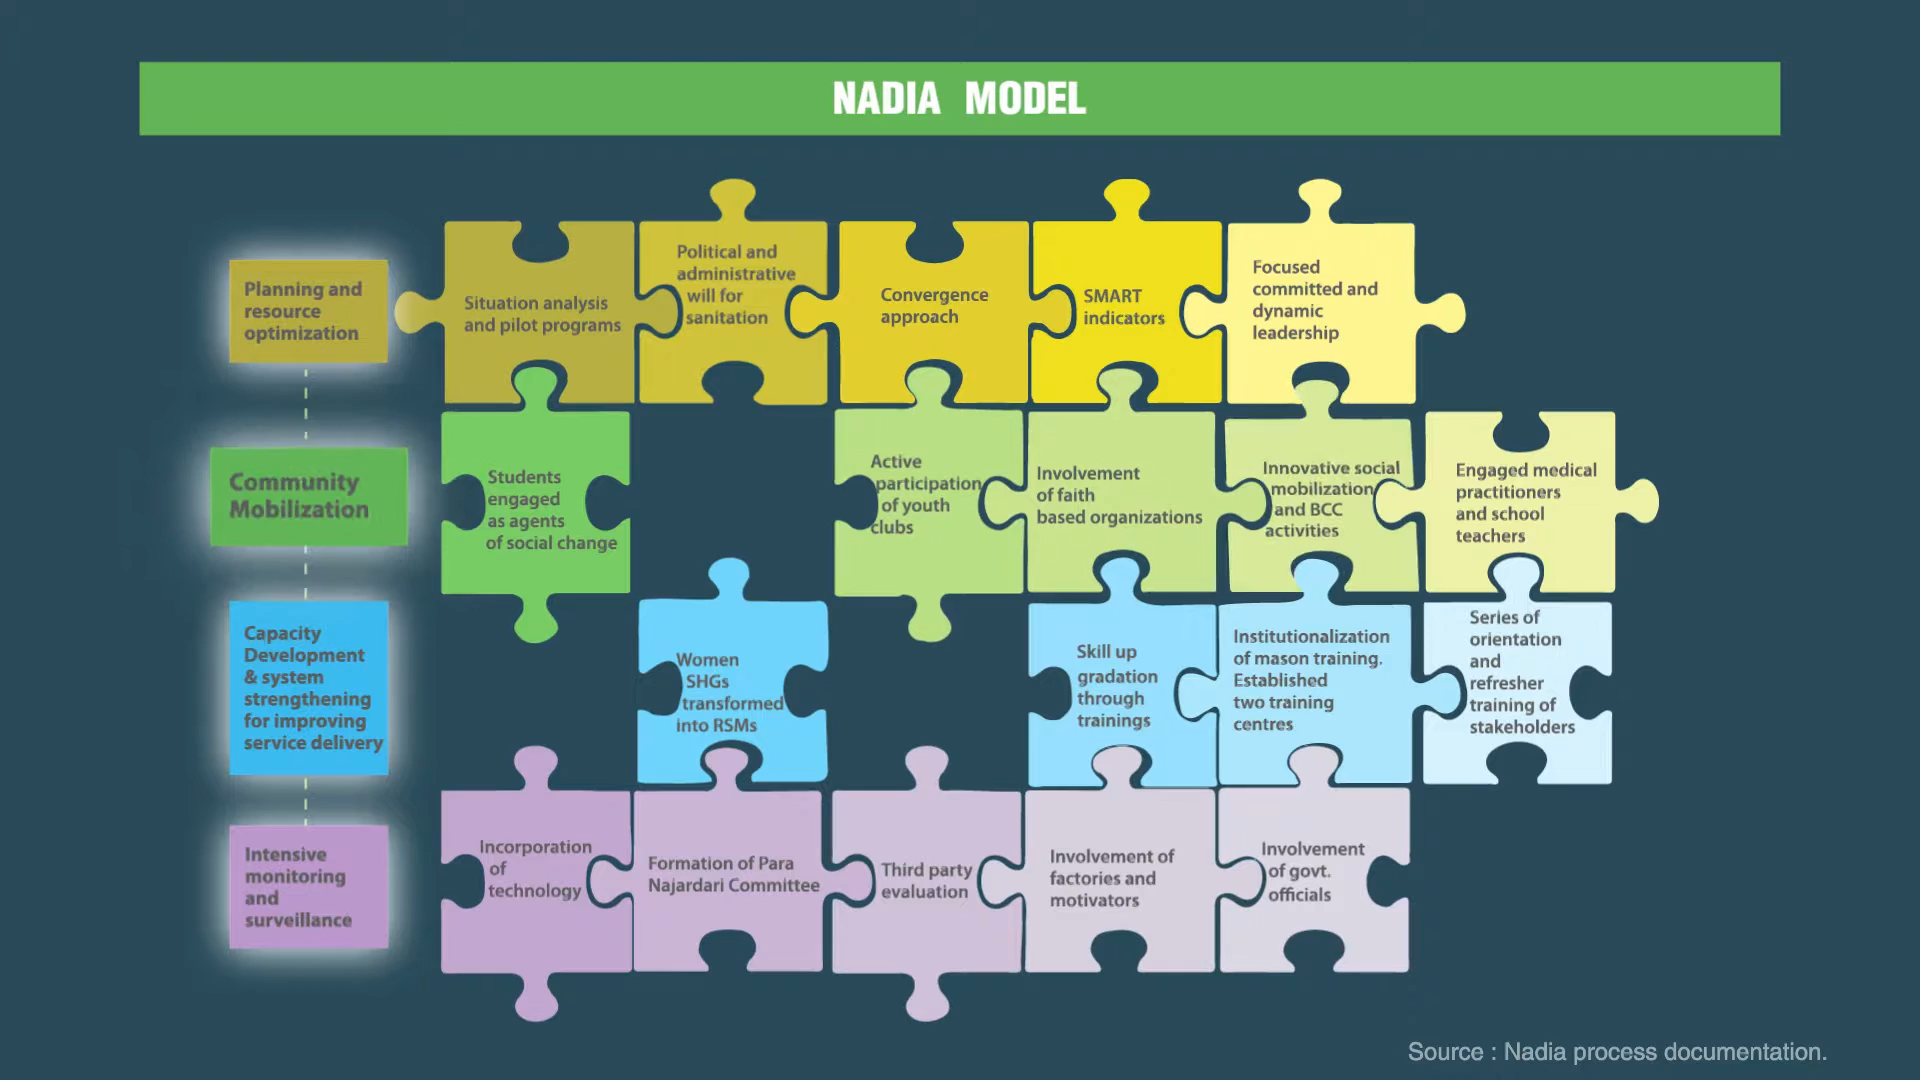 NADIA MODEL
Planning and
resource
optimization
Situation analysis
and pilot programs
Political and
administrative
will for
sanitation
Convergence
approach
SMART
indicators
Focused
committed and
dynamic
leadership
Community
Mobilization
Students
engaged
as agents
of social change
Active
participation
of youth
clubs
Involvement
of faith
based organizations
Innovative social
mobilization
and BCC
activities
Engaged medical
practitioners
and school
teachers
Capacity
Development
& system
strengthening
for improving
service delivery
Women
SHGs
transformed
into RSMs
Skill up
gradation
through
trainings
Institutionalization
of mason training.
Established
two training
centres
Series of
orientation
and
refresher
training of
stakeholders
Intensive
monitoring
and
surveillance
Incorporation
of
technology
Formation of Para
Najardari Committee
Third party
evaluation
Involvement of
factories and
motivators
Involvement
of govt.
officials
Source : Nadia process documentation.